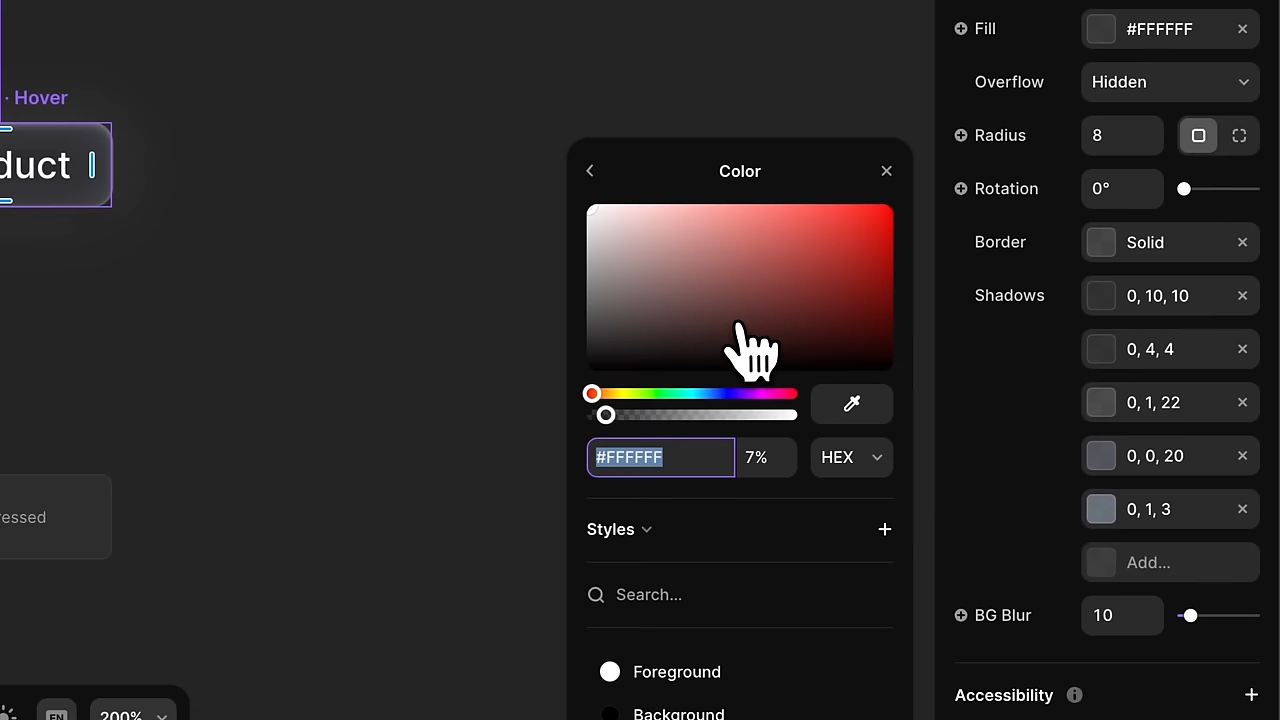 · Hover
duct
ressed
EN
200%
Color
#FFFFFF 7% HEX
Styles
Search...
Foreground
Background
Fill #FFFFFF
Overflow Hidden
Radius 8
Rotation 0°
Border Solid
Shadows 0, 10, 10
0, 4, 4
0, 1, 22
0, 0, 20
0, 1, 3
Add...
BG Blur 10
Accessibility